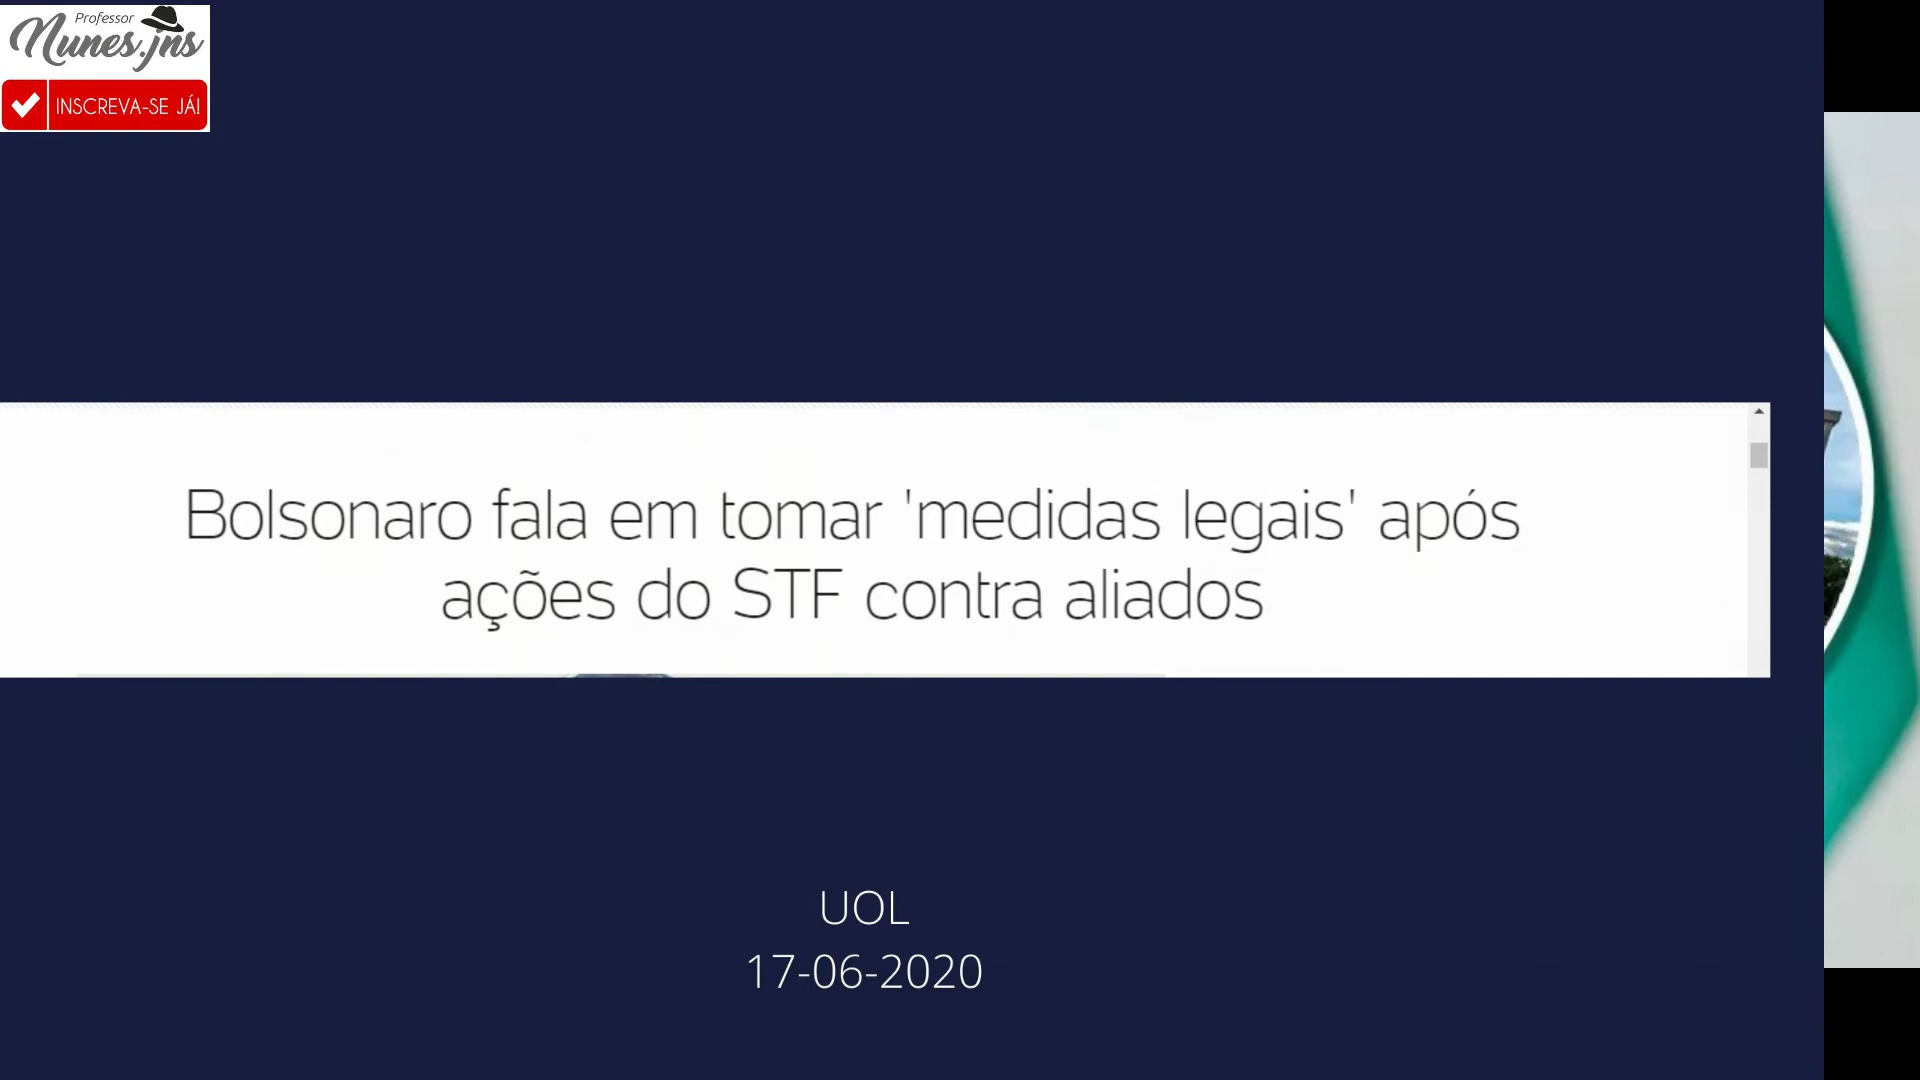 Professor
Nunes.jns
INSCREVA-SE JÁ!
Bolsonaro fala em tomar 'medidas legais' após
ações do STF contra aliados
UOL
17-06-2020